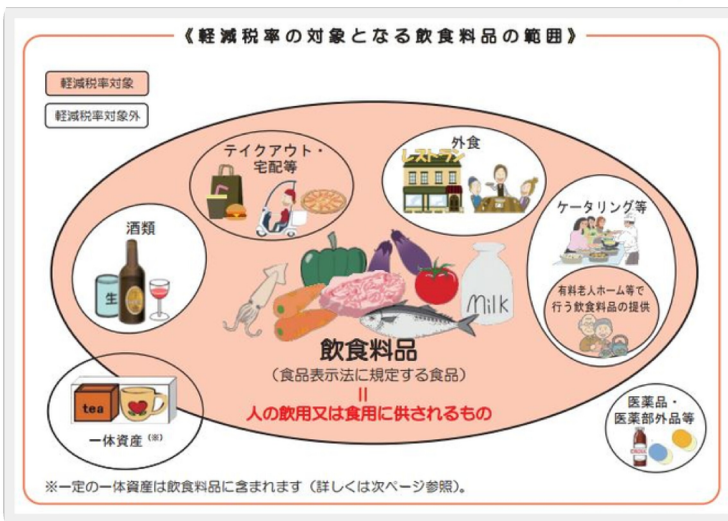 《軽減税率の対象となる飲食料品の範囲》
軽減税率対象
軽減税率対象外
テイクアウト・
宅配等
外食
レストラン
ケータリング等
酒類
生
有料老人ホーム等で
行う飲食料品の提供
Milk
飲食料品
(食品表示法に規定する食品)
=
人の飲用又は食用に供されるもの
tea
一体資産(※)
医薬品・
医薬部外品等
※一定の一体資産は飲食料品に含まれます(詳しくは次ページ参照)。